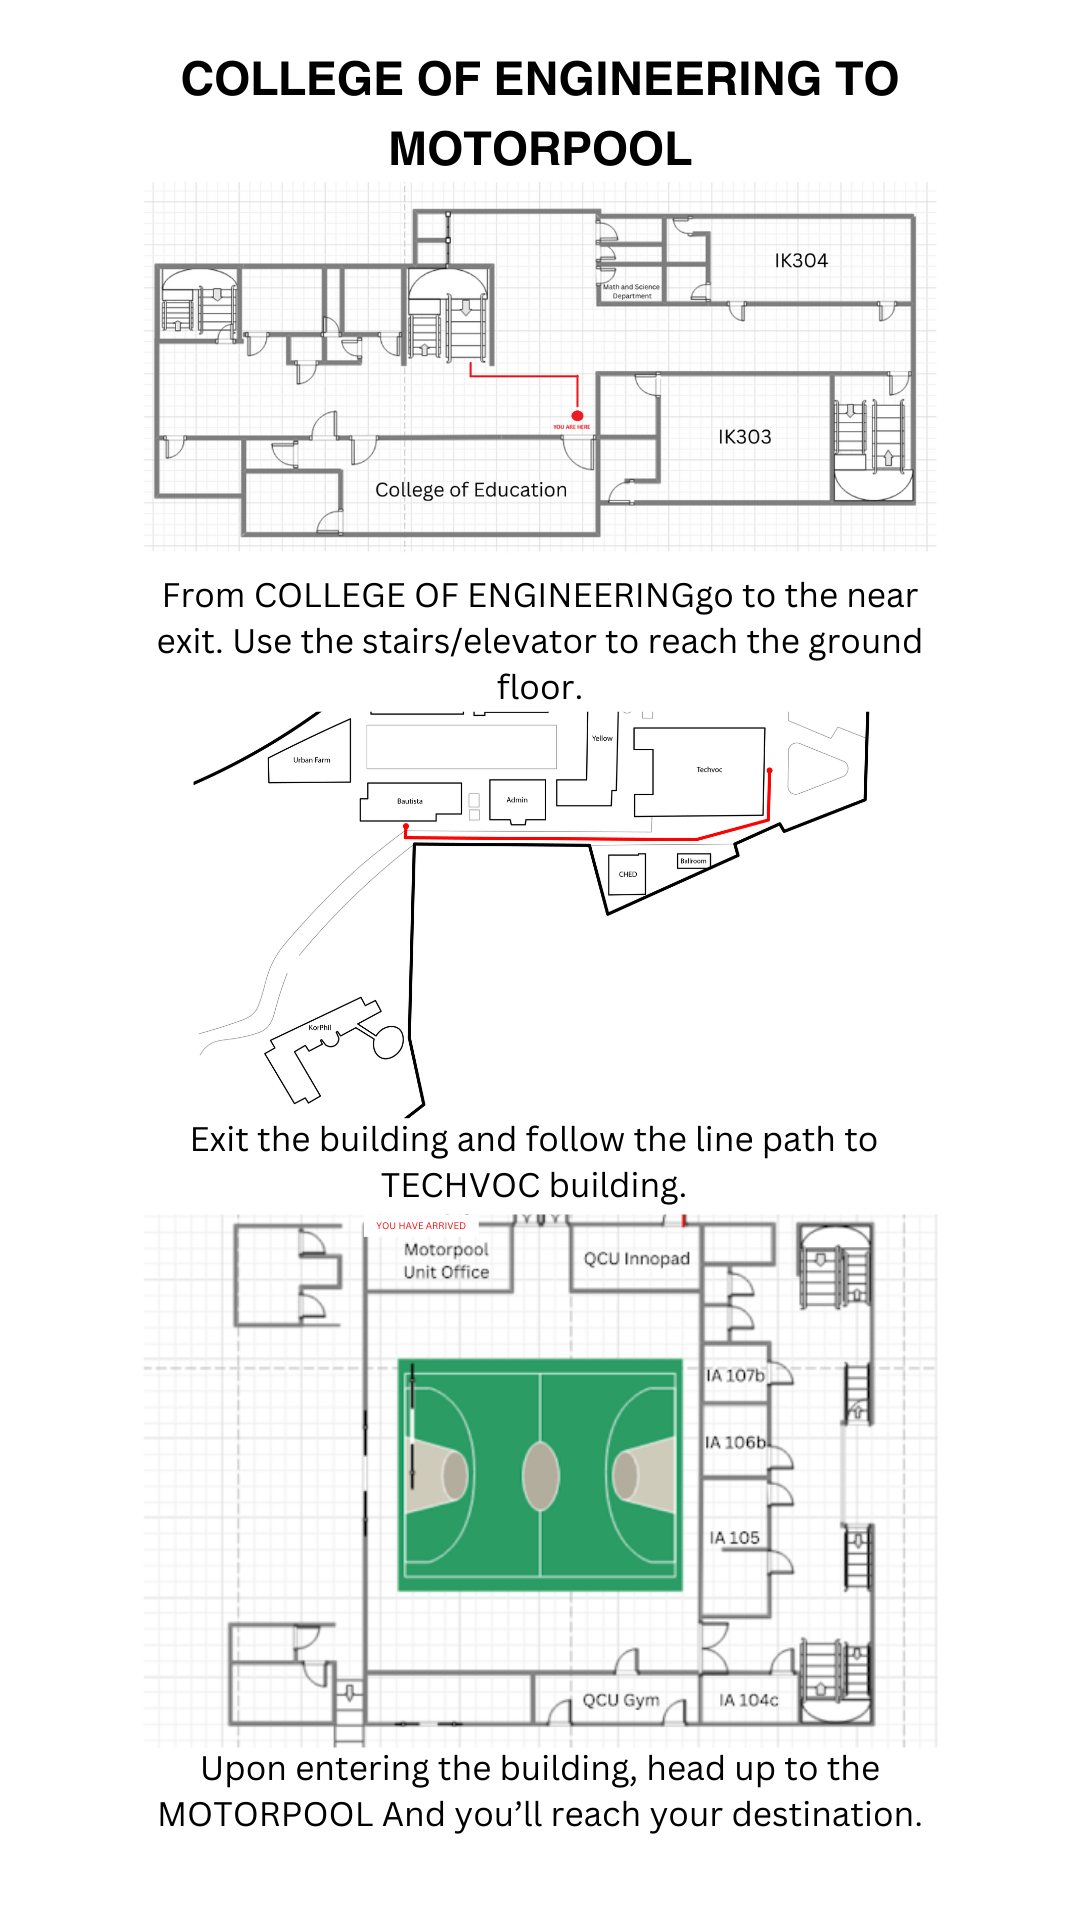 COLLEGE OF ENGINEERING TO
MOTORPOOL
IK304
Math and Science
Department
YOU ARE HERE
IK303
College of Education
From COLLEGE OF ENGINEERINGgo to the near
exit. Use the stairs/elevator to reach the ground
floor.
Yellow
Urban Farm
Techvoc
Bautista
Admin
Ballroom
CHED
KorPhil
Exit the building and follow the line path to
TECHVOC building.
YOU HAVE ARRIVED
Motorpool
Unit Office
QCU Innopad
IA 107b
IA 106b
IA 105
QCU Gym
IA 104c
Upon entering the building, head up to the
MOTORPOOL And you’ll reach your destination.